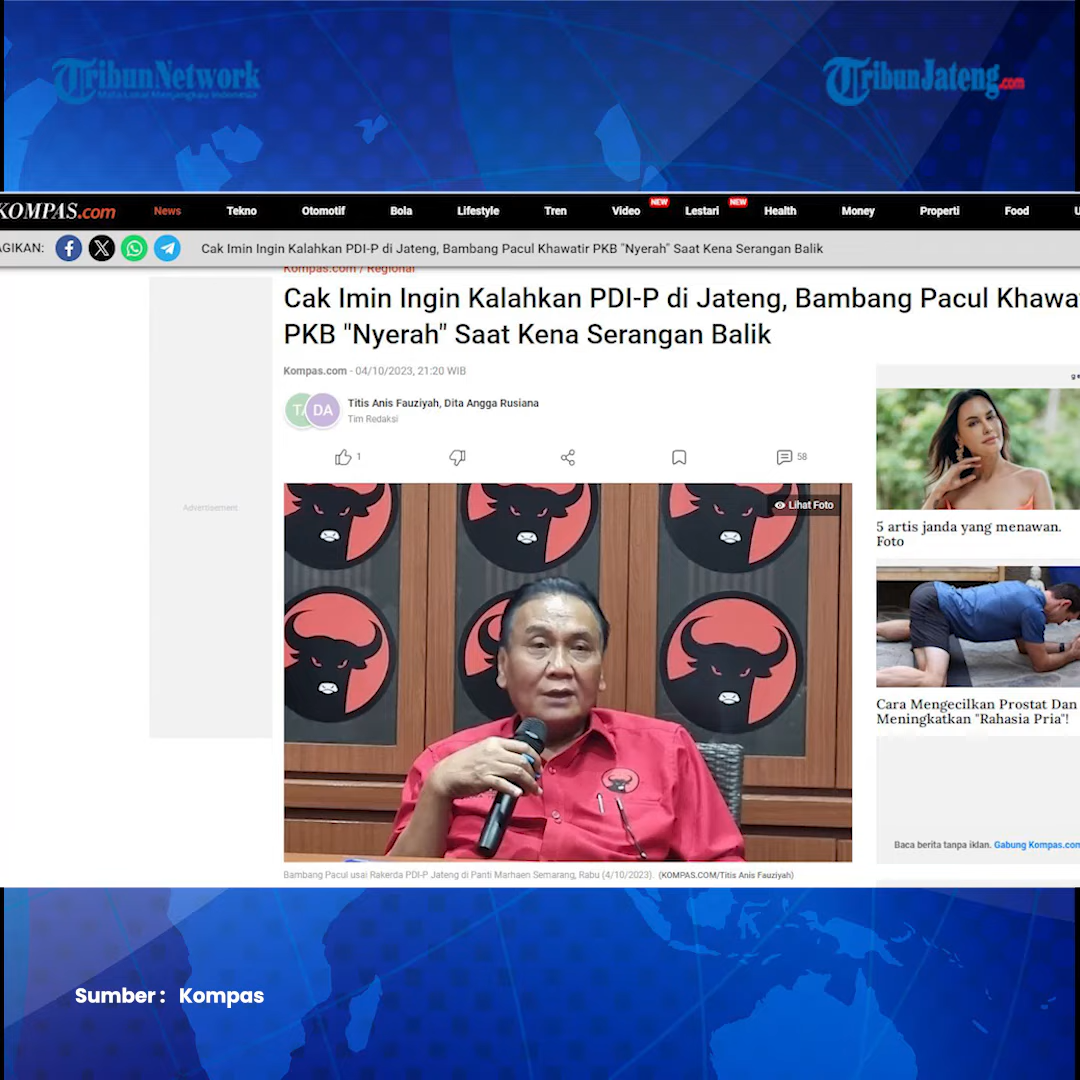 TribunNetwork
Mata Lokal Menjangkau Indonesia
TribunJateng.com
KOMPAS.com
News
Tekno
Otomotif
Bola
Lifestyle
Tren
Video
NEW
Lestari
NEW
Health
Money
Properti
Food
AGIKAN:
Cak Imin Ingin Kalahkan PDI-P di Jateng, Bambang Pacul Khawatir PKB "Nyerah" Saat Kena Serangan Balik
Kompas.com / Regional
Cak Imin Ingin Kalahkan PDI-P di Jateng, Bambang Pacul Khawat
PKB "Nyerah" Saat Kena Serangan Balik
Kompas.com - 04/10/2023, 21:20 WIB
TA
DA
Titis Anis Fauziyah, Dita Angga Rusiana
Tim Redaksi
1
58
Advertisement
Lihat Foto
5 artis janda yang menawan.
Foto
Cara Mengecilkan Prostat Dan
Meningkatkan "Rahasia Pria"!
Baca berita tanpa iklan. Gabung Kompas.com
Bambang Pacul usai Rakerda PDI-P Jateng di Panti Marhaen Semarang, Rabu (4/10/2023). (KOMPAS.COM/Titis Anis Fauziyah)
Sumber : Kompas